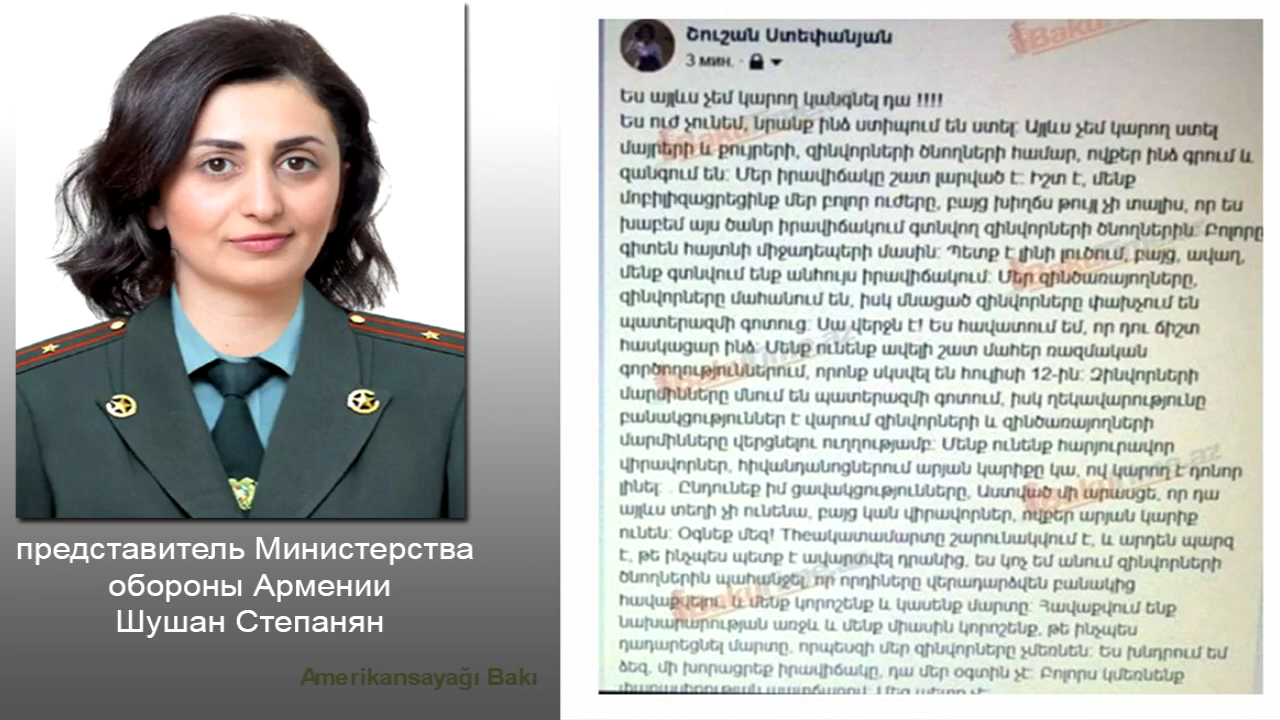 представитель Министерства
обороны Армении
Шушан Степанян
Amerikansayağı Bakı
Շուշան Ստեփանյան
3 мин.
Ես այլևս չեմ կարող կանգնել դա !!!!
Ես ուժ չունեմ, նրանք ինձ ստիպում են ստել: Այլևս չեմ կարող ստել
մայրերի և քույրերի, զինվորների ծնողների համար, ովքեր ինձ գրում և
զանգում են: Մեր իրավիճակը շատ լարված է: Իշտ է, մենք
մոբիլիզացրեցինք մեր բոլոր ուժերը, բայց խիղճս թույլ չի տալիս, որ ես
խաբեմ այս ծանր իրավիճակում գտնվող զինվորների ծնողներին: Բոլորը
գիտեն հայտնի միջադեպերի մասին: Պետք է լինի լուծում, բայց, ավաղ,
մենք գտնվում ենք անհույս իրավիճակում: Մեր զինծառայողները,
զինվորները մահանում են, իսկ մնացած զինվորները փախչում են
պատերազմի գոտուց: Սա վերջն է! Ես հավատում եմ, որ դու ճիշտ
հասկացար ինձ: Մենք ունենք ավելի շատ մահեր ռազմական
գործողություններում, որոնք սկսվել են հուլիսի 12-ին: Զինվորների
մարմինները մնում են պատերազմի գոտում, իսկ ղեկավարությունը
բանակցություններ է վարում զինվորների և զինծառայողների
մարմինները վերցնելու ուղղությամբ: Մենք ունենք հարյուրավոր
վիրավորներ, հիվանդանոցներում արյան կարիքը կա, ով կարող է դոնոր
լինել: . Ընդունեք իմ ցավակցությունները, Աստված մի արասցե, որ դա
այլևս տեղի չի ունենա, բայց կան վիրավորներ, ովքեր արյան կարիք
ունեն: Օգնեք մեզ! Theակատամարտը շարունակվում է, և արդեն պարզ
է, թե ինչպես պետք է ավարտվել դրանից, ես կոչ եմ անում զինվորների
ծնողներին պահանջել, որ որդիները վերադարձվեն բանակից
հավաքվելու և մենք կորոշենք և կասենք մարտը: Հավաքվում ենք
նախարարության առջև և մենք միասին կորոշենք, թե ինչպես
դադարեցնել մարտը, որպեսզի մեր զինվորները չմեռնեն: Ես խնդրում եմ
ձեզ, մի խորացրեք իրավիճակը, դա մեր օգտին չէ: Բոլորս կմեռնենք